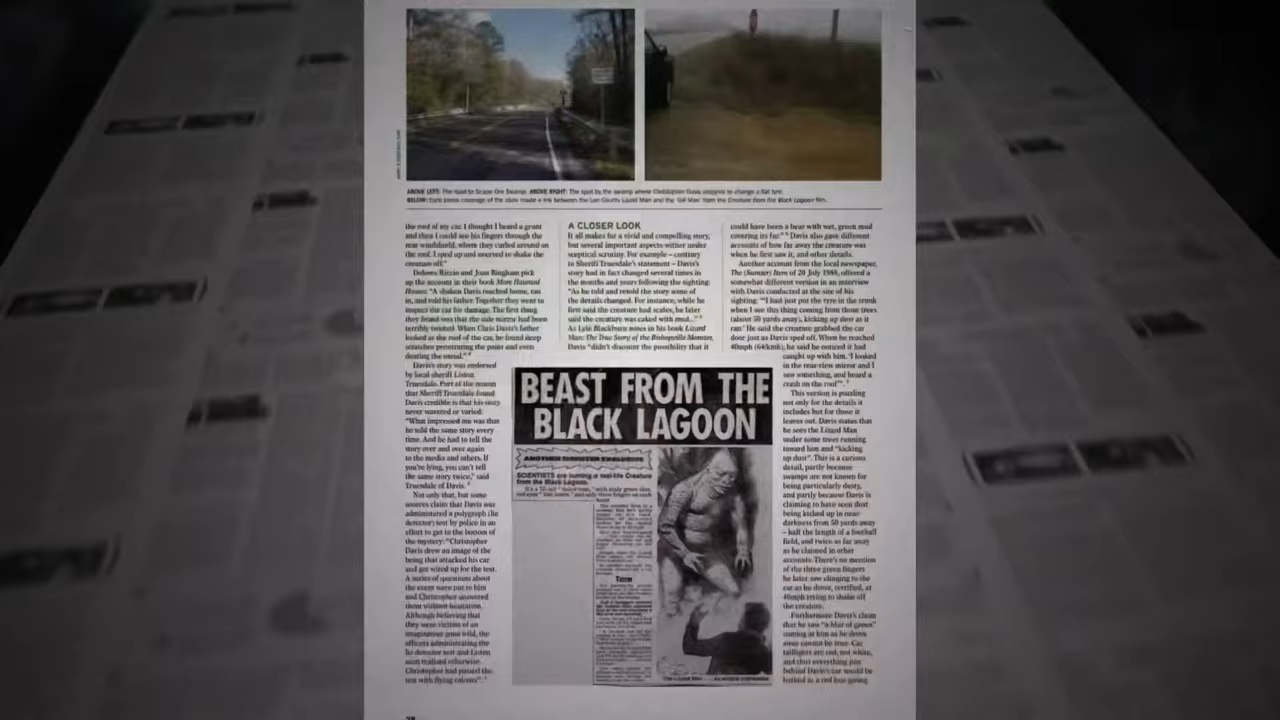 ABOVE LEFT: The road to Scape Ore Swamp. ABOVE RIGHT: The spot by the swamp where Christopher Davis stopped to change a flat tyre.
BELOW: Early press coverage of the story made a link between the Lee County Lizard Man and the 'Gill Man' from the Creature from the Black Lagoon film.
the roof of my car. I thought I heard a grunt
and then I could see his fingers through the
rear windshield, where they curled around on
the roof. I sped up and swerved to shake the
creature off."
Dolores Riccio and Joan Bingham pick
up the account in their book More Haunted
Houses: "A shaken Davis reached home, ran
in, and told his father. Together they went to
inspect the car for damage. The first thing
they found was that the side mirror had been
terribly twisted. When Chris Davis's father
looked at the roof of the car, he found deep
scratches penetrating the paint and even
denting the metal." 4
Davis's story was endorsed
by local sheriff Liston
Truesdale. Part of the reason
that Sheriff Truesdale found
Davis credible is that his story
never wavered or varied:
"What impressed me was that
he told the same story every
time. And he had to tell the
story over and over again
to the media and others. If
you're lying, you can't tell
the same story twice," said
Truesdale of Davis.
Not only that, but some
sources claim that Davis was
administered a polygraph (lie
detector) test by police in an
effort to get to the bottom of
the mystery: "Christopher
Davis drew an image of the
being that attacked his car
and got wired up for the test.
A series of questions about
the event were put to him
and Christopher answered
them without hesitation.
Although believing that
they were victim of an
imagination gone wild, the
officers administering the
lie detector test and Liston
soon realised otherwise.
Christopher had passed the
test with flying colours".
A CLOSER LOOK
It all makes for a vivid and compelling story,
but several important aspects wither under
sceptical scrutiny. For example – contrary
to Sheriff Truesdale's statement – Davis's
story had in fact changed several times in
the months and years following the sighting:
"As he told and retold the story some of
the details changed. For instance, while he
first said the creature had scales, he later
said the creature was caked with mud..." 5
As Lyle Blackburn notes in his book Lizard
Man: The True Story of the Bishopville Monster,
Davis "didn't discount the possibility that it
could have been a bear with wet, green mud
covering its fur." Davis also gave different
accounts of how far away the creature was
when he first saw it, and other details.
Another account from the local newspaper,
The (Sumter) Item of 20 July 1988, offered a
somewhat different version in an interview
with Davis conducted at the site of his
sighting: "'I had just put the tyre in the trunk
when I see this thing coming from those trees
(about 50 yards away), kicking up dust as it
ran.' He said the creature grabbed the car
door just as Davis sped off. When he reached
40mph (64km/h), he said he noticed it had
caught up with him. 'I looked
in the rear-view mirror and I
saw something, and heard a
crash on the roof'".
This version is puzzling
not only for the details it
includes but for those it
leaves out. Davis states that
he sees the Lizard Man
under some trees running
toward him and "kicking
up dust". This is a curious
detail, partly because
swamps are not known for
being particularly dusty,
and partly because Davis is
claiming to have seen dust
being kicked up in near-
darkness from 50 yards away
– half the length of a football
field, and twice as far away
as he claimed in other
accounts. There's no mention
of the three green fingers
he later saw clinging to the
car as he drove, terrified, at
40mph trying to shake off
the creature.
Furthermore Davis's claim
that he saw "a blur of green"
coming at him as he drove
away cannot be true. Car
taillights are red, not white,
and thus everything just
behind Davis's car would be
bathed in a red hue going
BEAST FROM THE
BLACK LAGOON
ANOTHER MONSTER EXCLUSIVE
SCIENTISTS are hunting a real-life Creature
from the Black Lagoon.
Torn